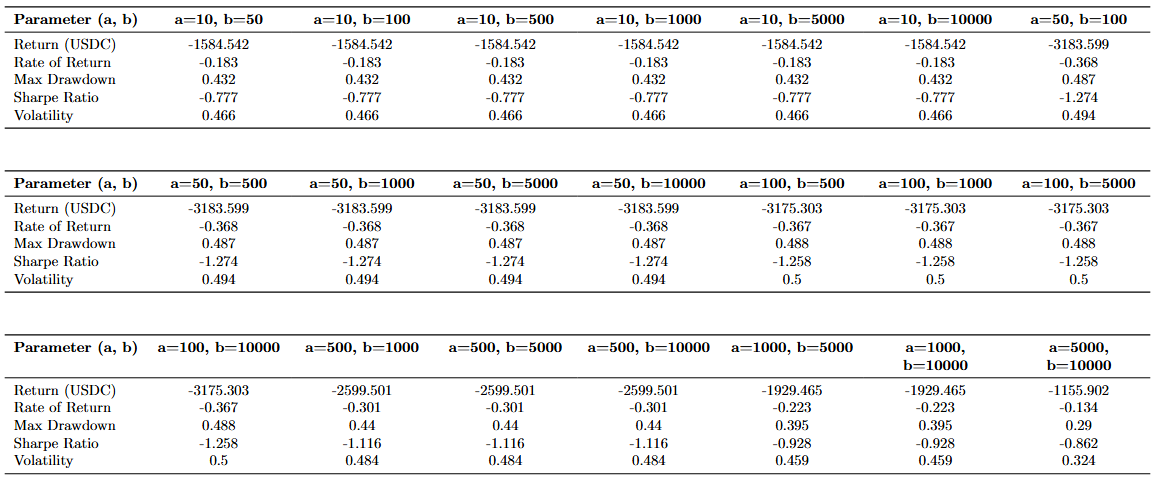 Parameter (a, b) a=10, b=50 a=10, b=100 a=10, b=500 a=10, b=1000 a=10, b=5000 a=10, b=10000 a=50, b=100
Return (USDC) -1584.542 -1584.542 -1584.542 -1584.542 -1584.542 -1584.542 -3183.599
Rate of Return -0.183 -0.183 -0.183 -0.183 -0.183 -0.183 -0.368
Max Drawdown 0.432 0.432 0.432 0.432 0.432 0.432 0.487
Sharpe Ratio -0.777 -0.777 -0.777 -0.777 -0.777 -0.777 -1.274
Volatility 0.466 0.466 0.466 0.466 0.466 0.466 0.494
Parameter (a, b) a=50, b=500 a=50, b=1000 a=50, b=5000 a=50, b=10000 a=100, b=500 a=100, b=1000 a=100, b=5000
Return (USDC) -3183.599 -3183.599 -3183.599 -3183.599 -3175.303 -3175.303 -3175.303
Rate of Return -0.368 -0.368 -0.368 -0.368 -0.367 -0.367 -0.367
Max Drawdown 0.487 0.487 0.487 0.487 0.488 0.488 0.488
Sharpe Ratio -1.274 -1.274 -1.274 -1.274 -1.258 -1.258 -1.258
Volatility 0.494 0.494 0.494 0.494 0.5 0.5 0.5
Parameter (a, b) a=100, b=10000 a=500, b=1000 a=500, b=5000 a=500, b=10000 a=1000, b=5000 a=1000, a=5000,
b=10000 b=10000
Return (USDC) -3175.303 -2599.501 -2599.501 -2599.501 -1929.465 -1929.465 -1155.902
Rate of Return -0.367 -0.301 -0.301 -0.301 -0.223 -0.223 -0.134
Max Drawdown 0.488 0.44 0.44 0.44 0.395 0.395 0.29
Sharpe Ratio -1.258 -1.116 -1.116 -1.116 -0.928 -0.928 -0.862
Volatility 0.5 0.484 0.484 0.484 0.459 0.459 0.324